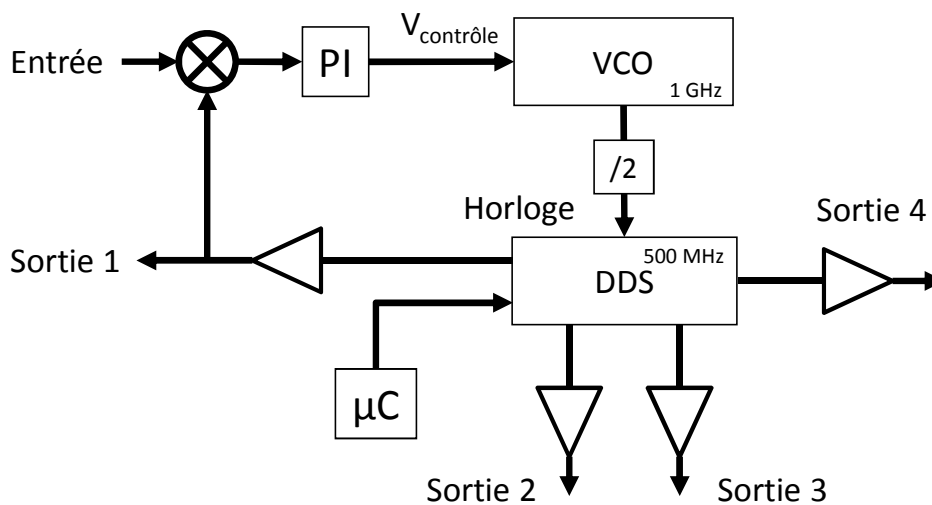 Entrée
PI
V contrôle
VCO
1 GHz
/2
Horloge
Sortie 4
Sortie 1
500 MHz
DDS
µC
Sortie 2
Sortie 3